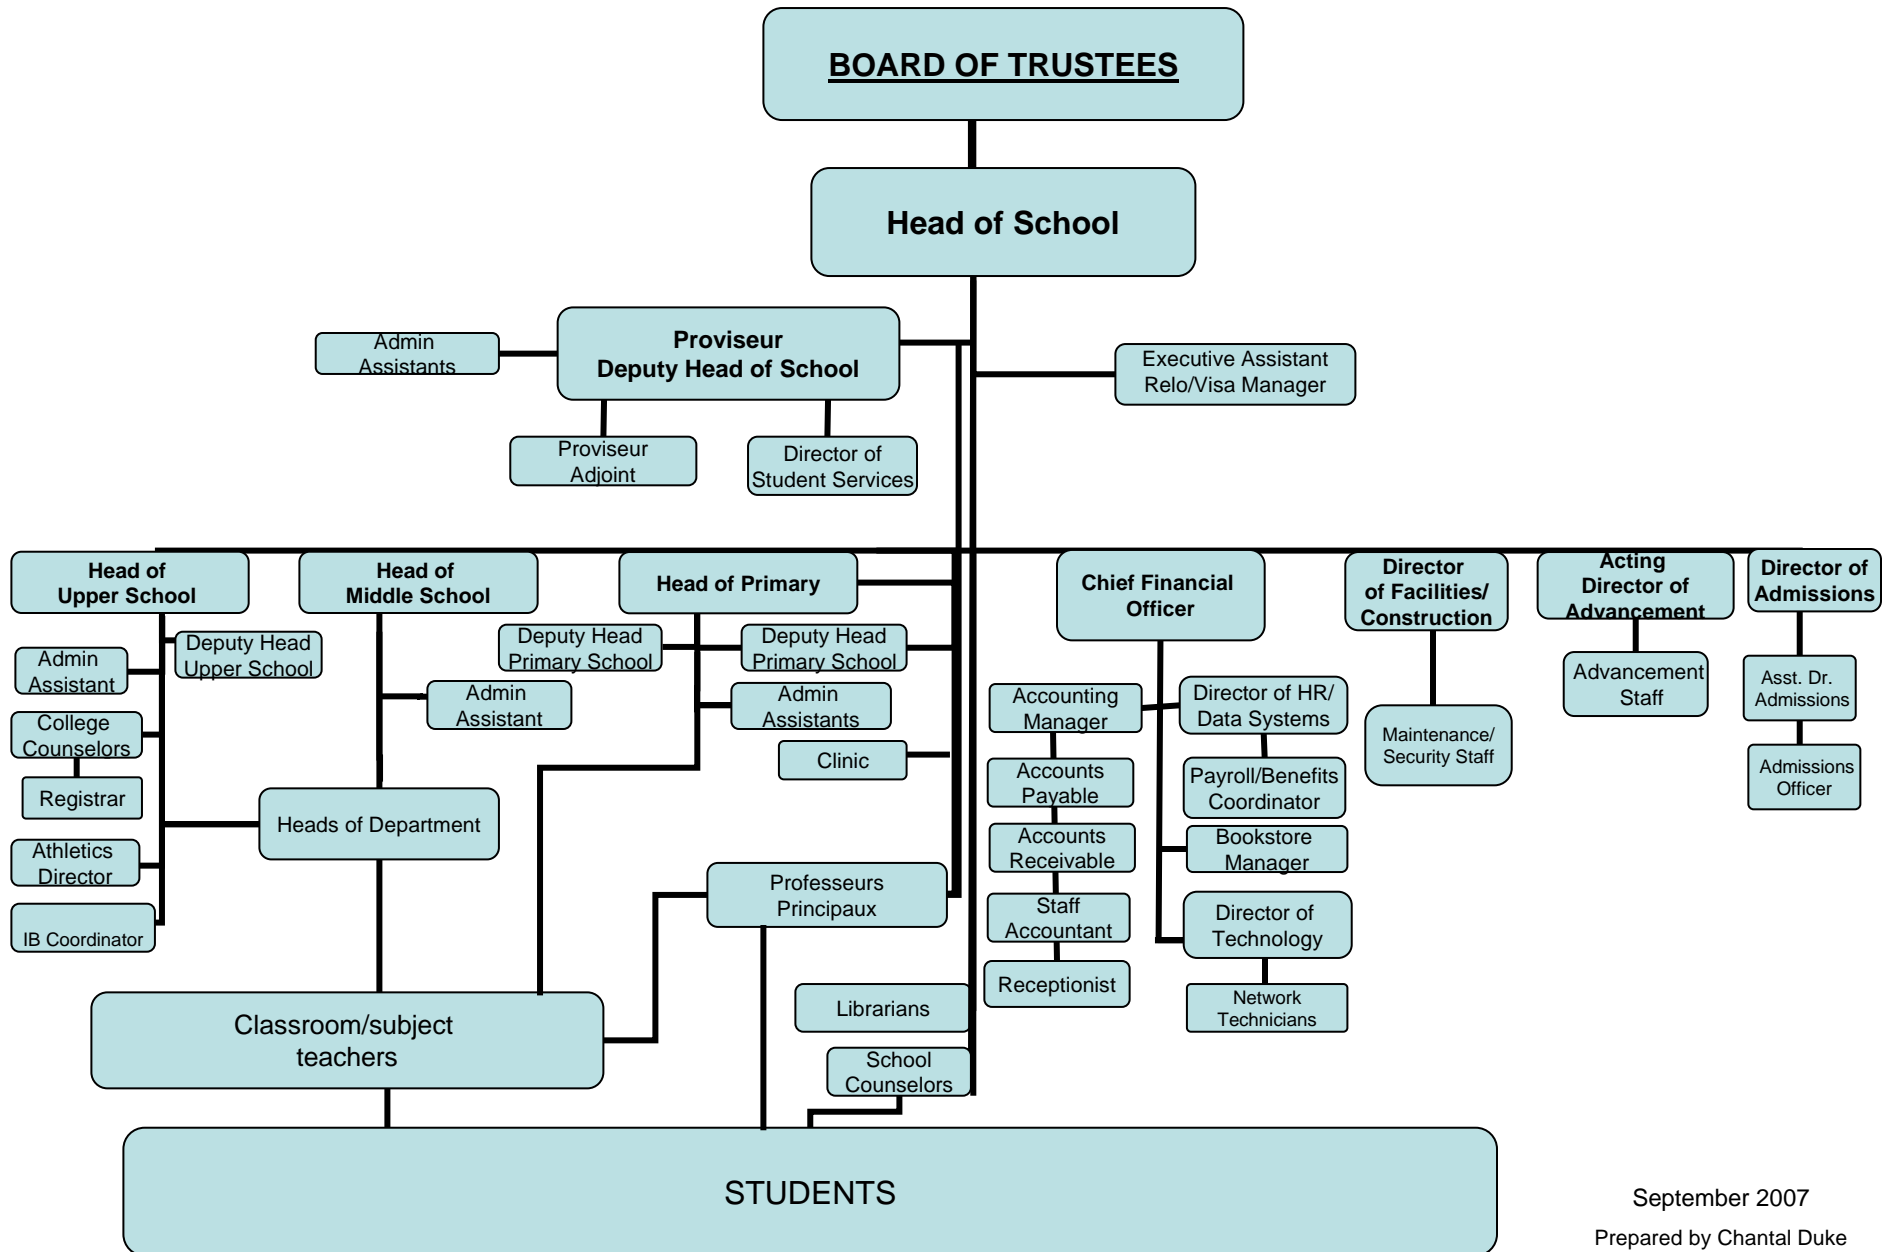 BOARD OF TRUSTEES
Head of School
Admin
Assistants
Proviseur
Deputy Head of School
Executive Assistant
Relo/Visa Manager
Proviseur
Adjoint
Director of
Student Services
Head of
Upper School
Head of
Middle School
Head of Primary
Chief Financial
Officer
Director
of Facilities/
Construction
Acting
Director of
Advancement
Director of
Admissions
Deputy Head
Upper School
Admin
Assistant
College
Counselors
Registrar
Athletics
Director
IB Coordinator
Admin
Assistant
Heads of Department
Deputy Head
Primary School
Deputy Head
Primary School
Admin
Assistants
Clinic
Professeurs
Principaux
Accounting
Manager
Accounts
Payable
Accounts
Receivable
Staff
Accountant
Receptionist
Director of HR/
Data Systems
Payroll/Benefits
Coordinator
Bookstore
Manager
Director of
Technology
Network
Technicians
Maintenance/
Security Staff
Advancement
Staff
Asst. Dr.
Admissions
Admissions
Officer
Classroom/subject
teachers
Librarians
School
Counselors
STUDENTS
September 2007
Prepared by Chantal Duke